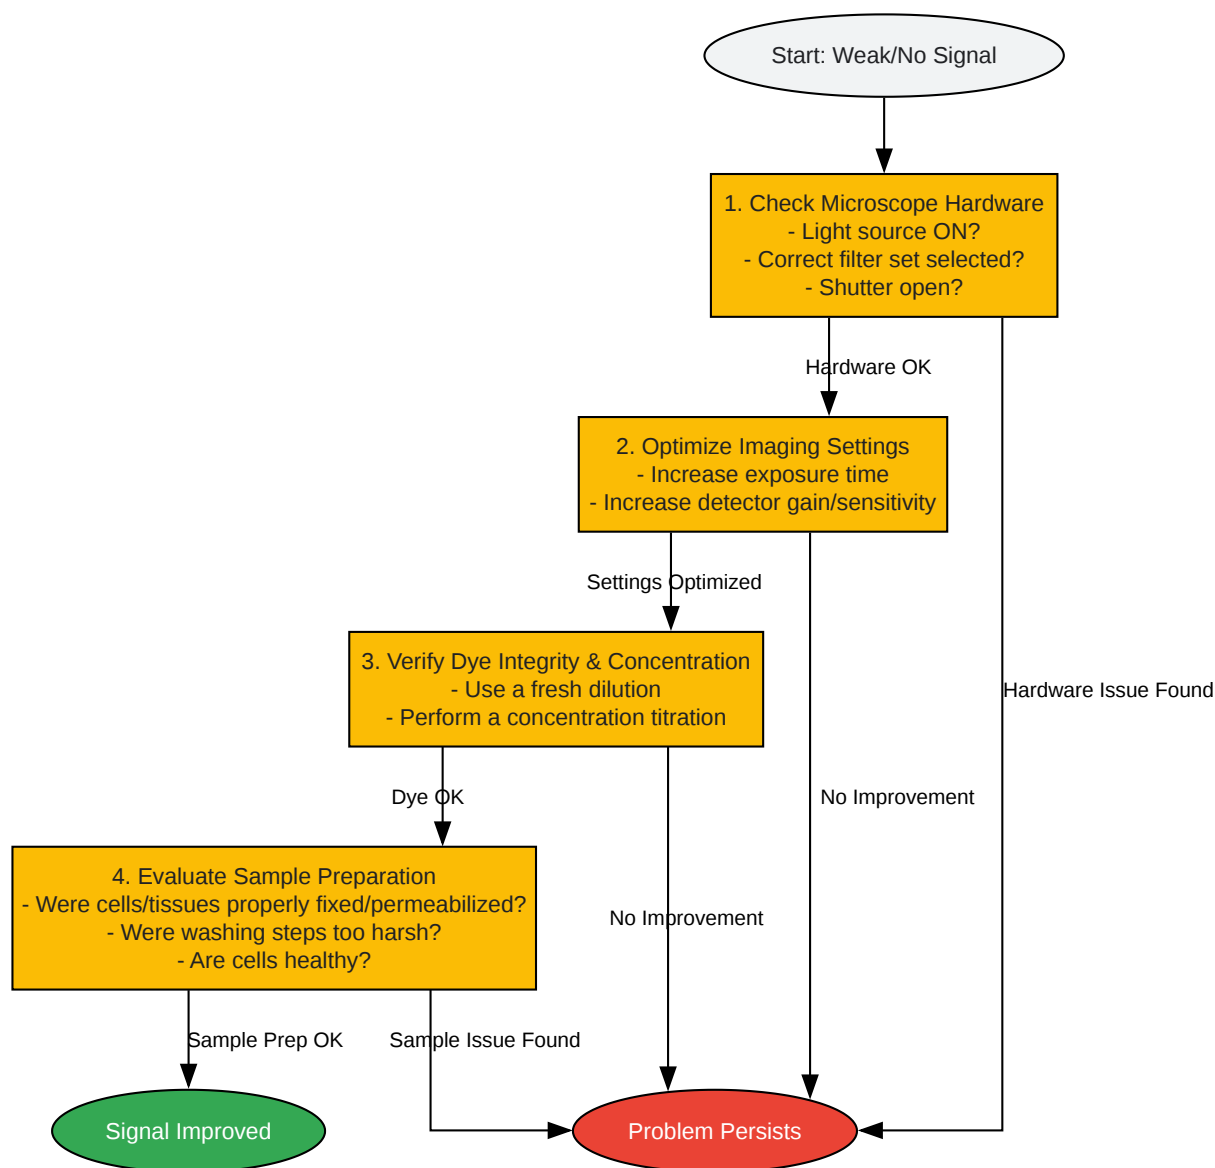 Start: Weak/No Signal
1. Check Microscope Hardware
- Light source ON?
- Correct filter set selected?
- Shutter open?
Hardware OK
2. Optimize Imaging Settings
- Increase exposure time
- Increase detector gain/sensitivity
Settings Optimized
3. Verify Dye Integrity & Concentration
- Use a fresh dilution
- Perform a concentration titration
Hardware Issue Found
Dye OK
No Improvement
4. Evaluate Sample Preparation
- Were cells/tissues properly fixed/permeabilized?
- Were washing steps too harsh?
- Are cells healthy?
No Improvement
Sample Prep OK
Sample Issue Found
Signal Improved
Problem Persists